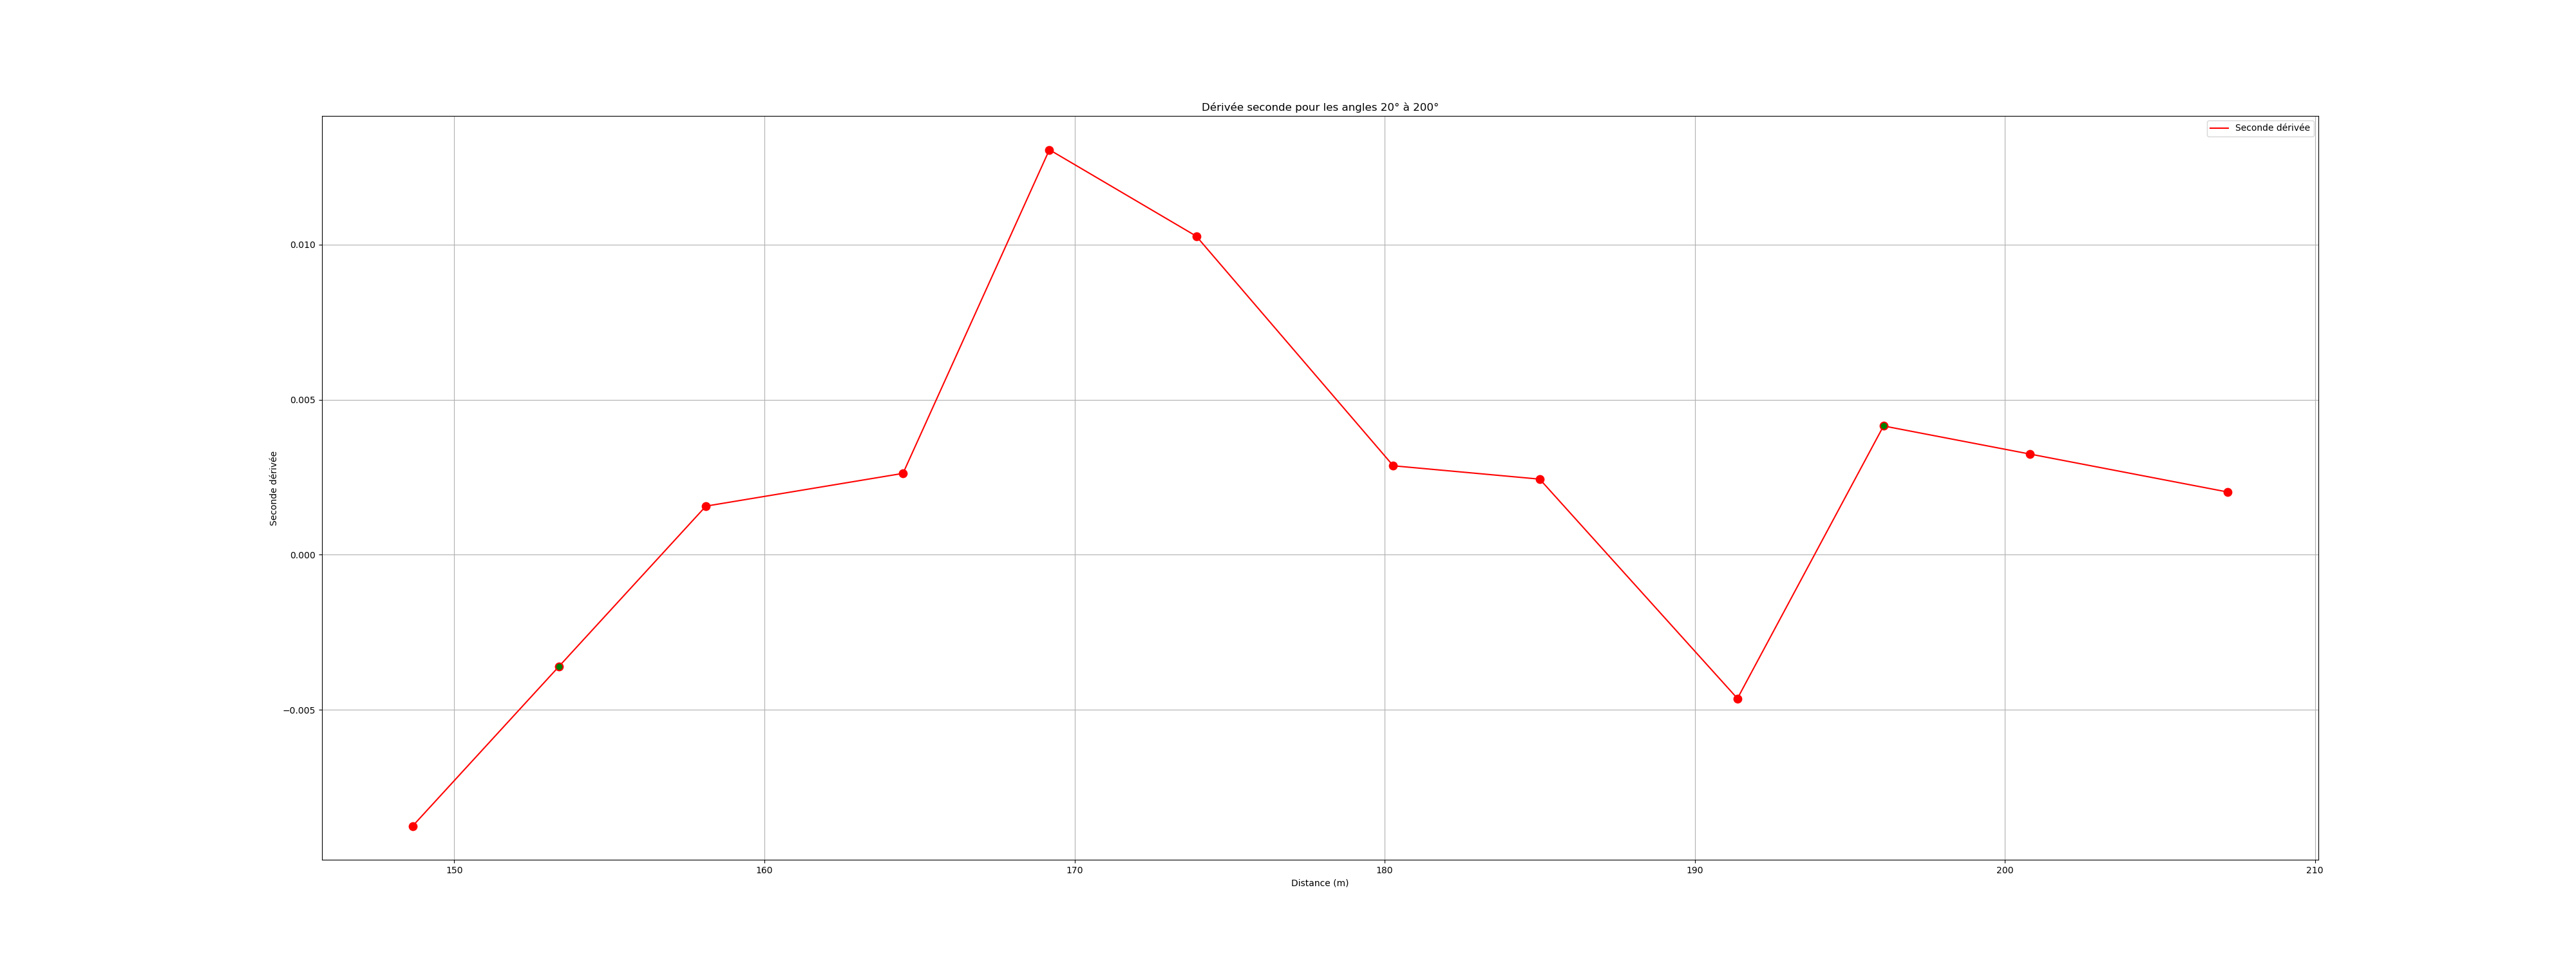 Dérivée seconde pour les angles 20° à 200°
Seconde dérivée
0.010
0.005
0.000
−0.005
Seconde dérivée
150 160 170 180 190 200 210
Distance (m)